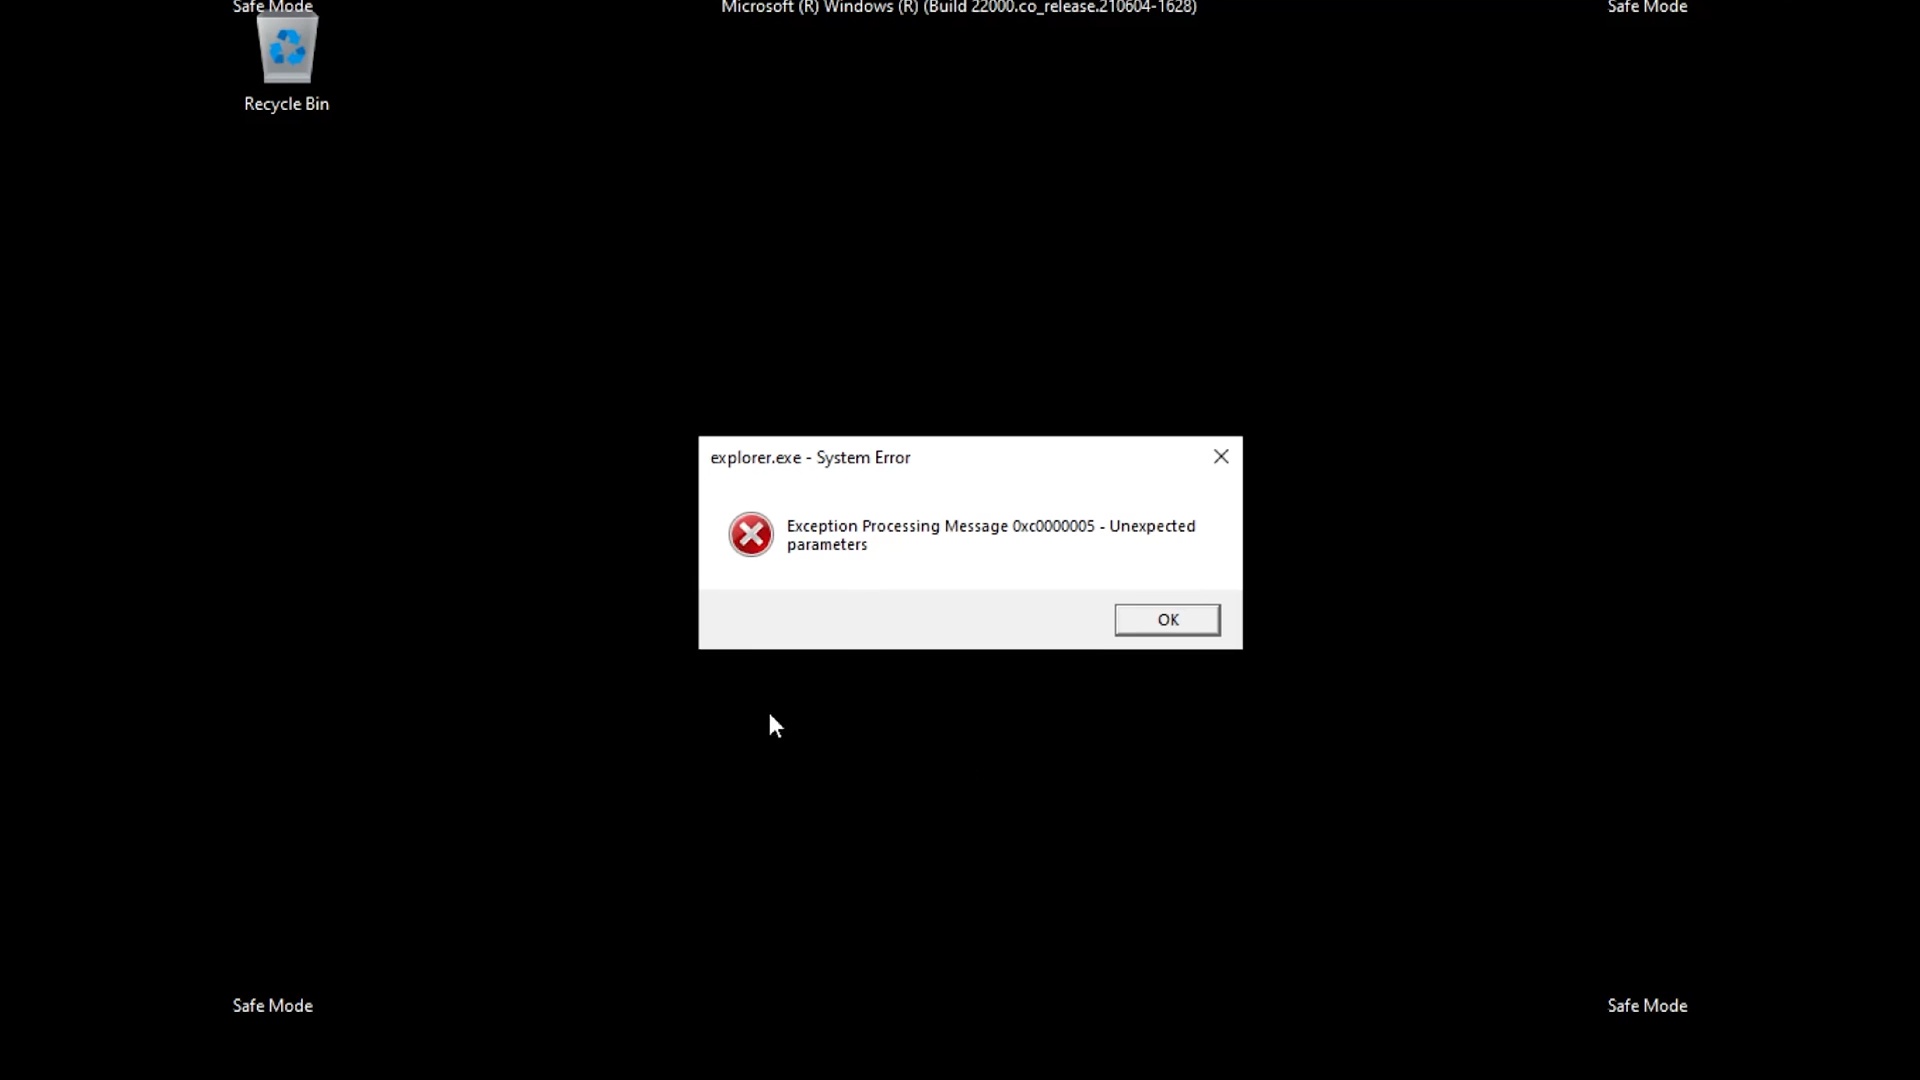 Safe Mode
Microsoft (R) Windows (R) (Build 22000.co_release.210604-1628)
Safe Mode
Recycle Bin
explorer.exe - System Error
Exception Processing Message 0xc0000005 - Unexpected
parameters
OK
Safe Mode
Safe Mode